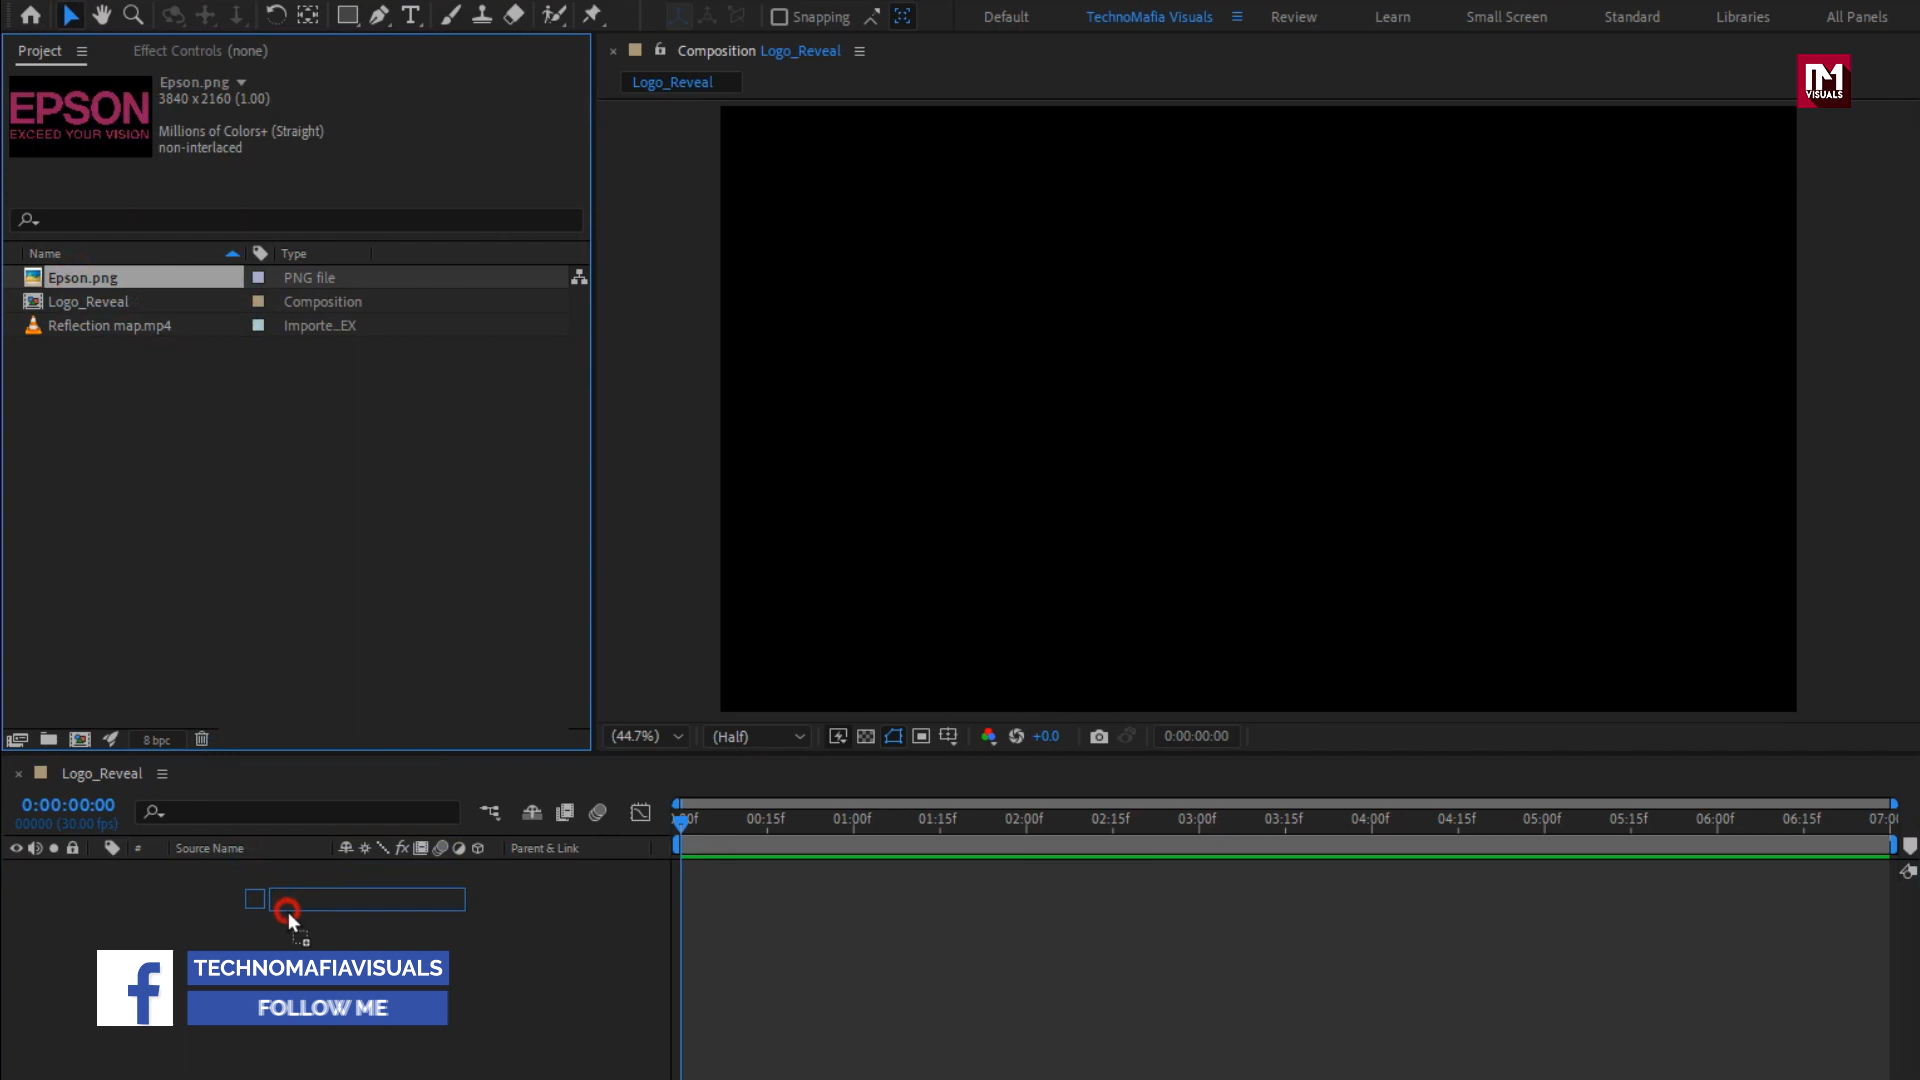 Snapping
Default
TechnoMafia Visuals
Review
Learn
Small Screen
Standard
Libraries
All Panels
Project
Effect Controls (none)
Composition Logo_Reveal
Logo_Reveal
M
VISUALS
EPSON
EXCEED YOUR VISION
Epson.png
3840 x 2160 (1.00)
Millions of Colors+ (Straight)
non-interlaced
Name
Type
Epson.png
PNG file
Logo_Reveal
Composition
Reflection map.mp4
Importe...EX
8 bpc
(44.7%)
(Half)
+0.0
0:00:00:00
Logo_Reveal
0:00:00:00
00000 (30.00 fps)
00f
00:15f
01:00f
01:15f
02:00f
02:15f
03:00f
03:15f
04:00f
04:15f
05:00f
05:15f
06:00f
06:15f
07:00
#
Source Name
fx
Parent & Link
f
TECHNOMAFIAVISUALS
FOLLOW ME